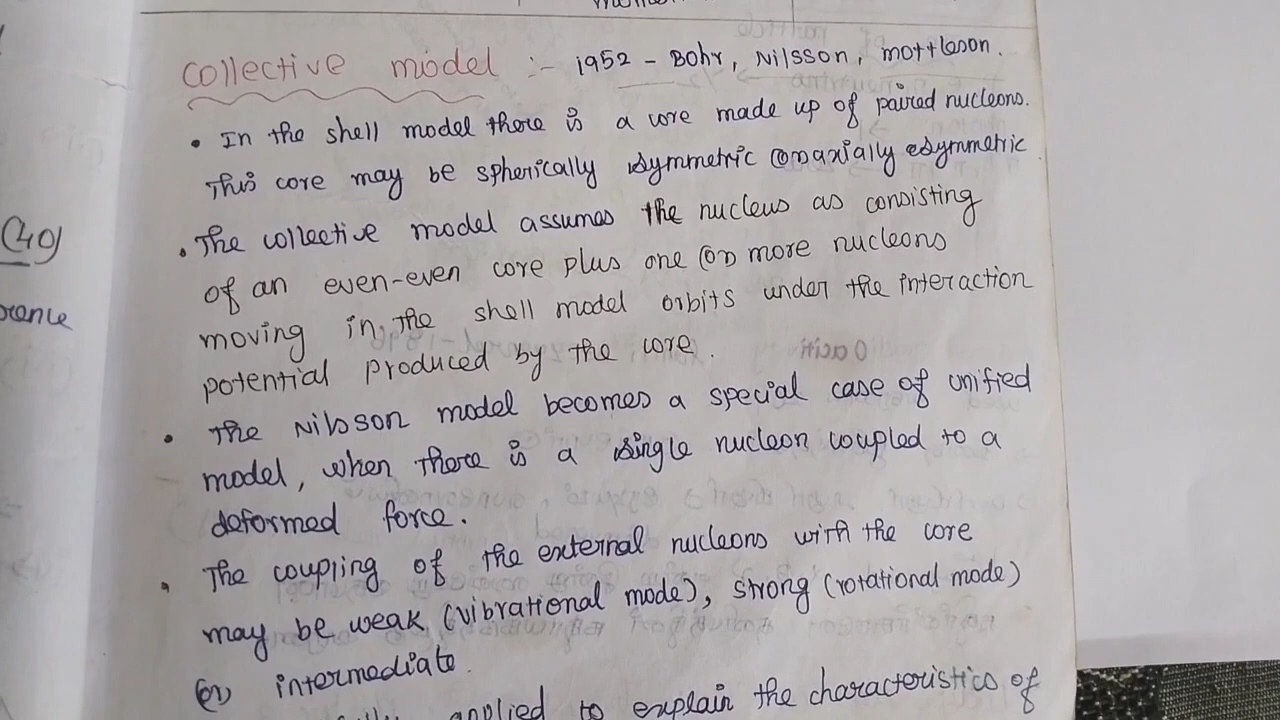 Collective model :- 1952 - Bohr, Nilsson, mottleson.
• In the shell model there is a core made up of paired nucleons.
This core may be spherically symmetric (or) axially asymmetric
• The collective model assumes the nucleus as consisting
(40)
of an even-even core plus one (or) more nucleons
moving in the shell model orbits under the interaction
potential produced by the core.
• The Nilsson model becomes a special case of unified
model, when there is a single nucleon coupled to a
deformed force.
• The coupling of the external nucleons with the core
may be weak (vibrational mode), strong (rotational mode)
(or) intermediate.
applied to explain the characteristics of